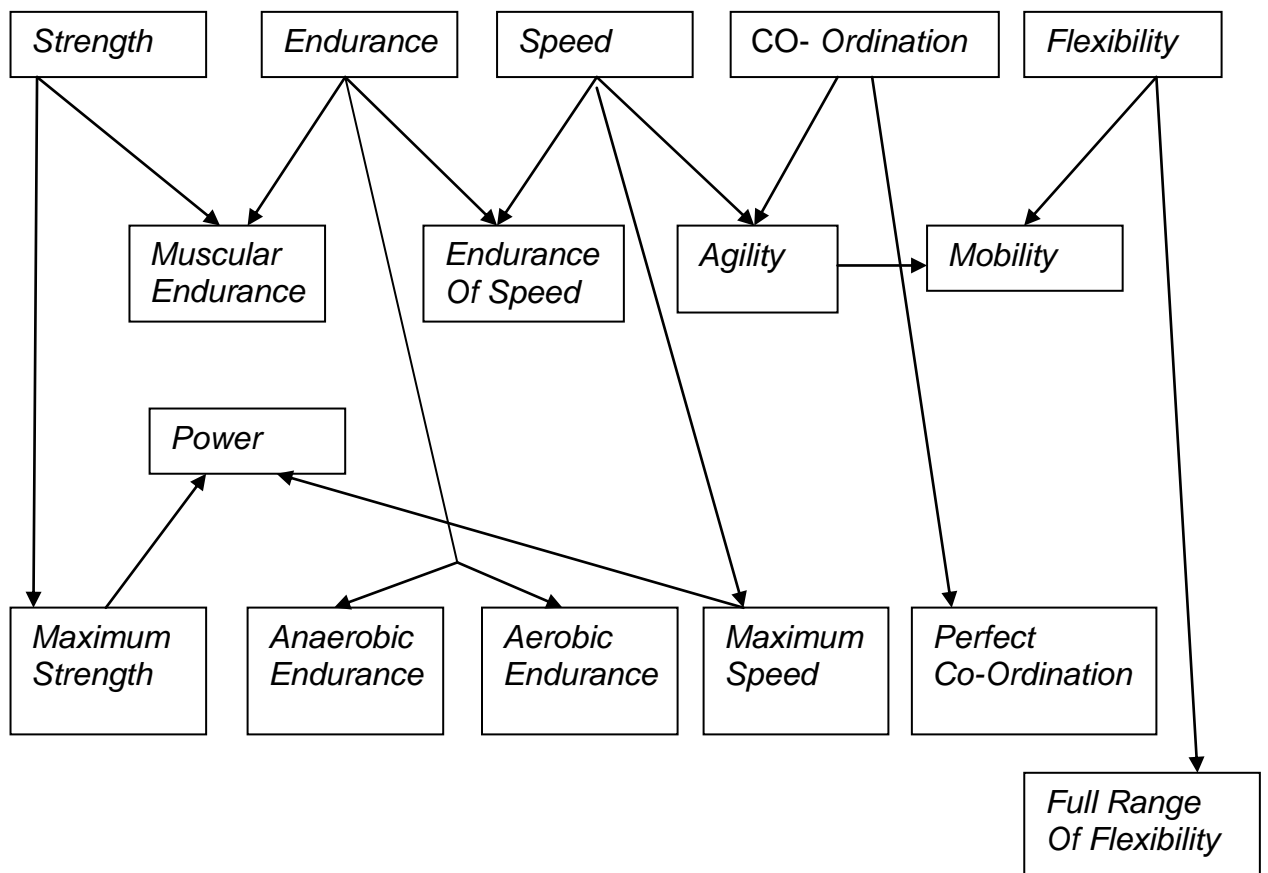 Strength
Endurance
Speed
CO- Ordination
Flexibility
Muscular
Endurance
Endurance
Of Speed
Agility
Mobility
Power
Maximum
Strength
Anaerobic
Endurance
Aerobic
Endurance
Maximum
Speed
Perfect
Co-Ordination
Full Range
Of Flexibility